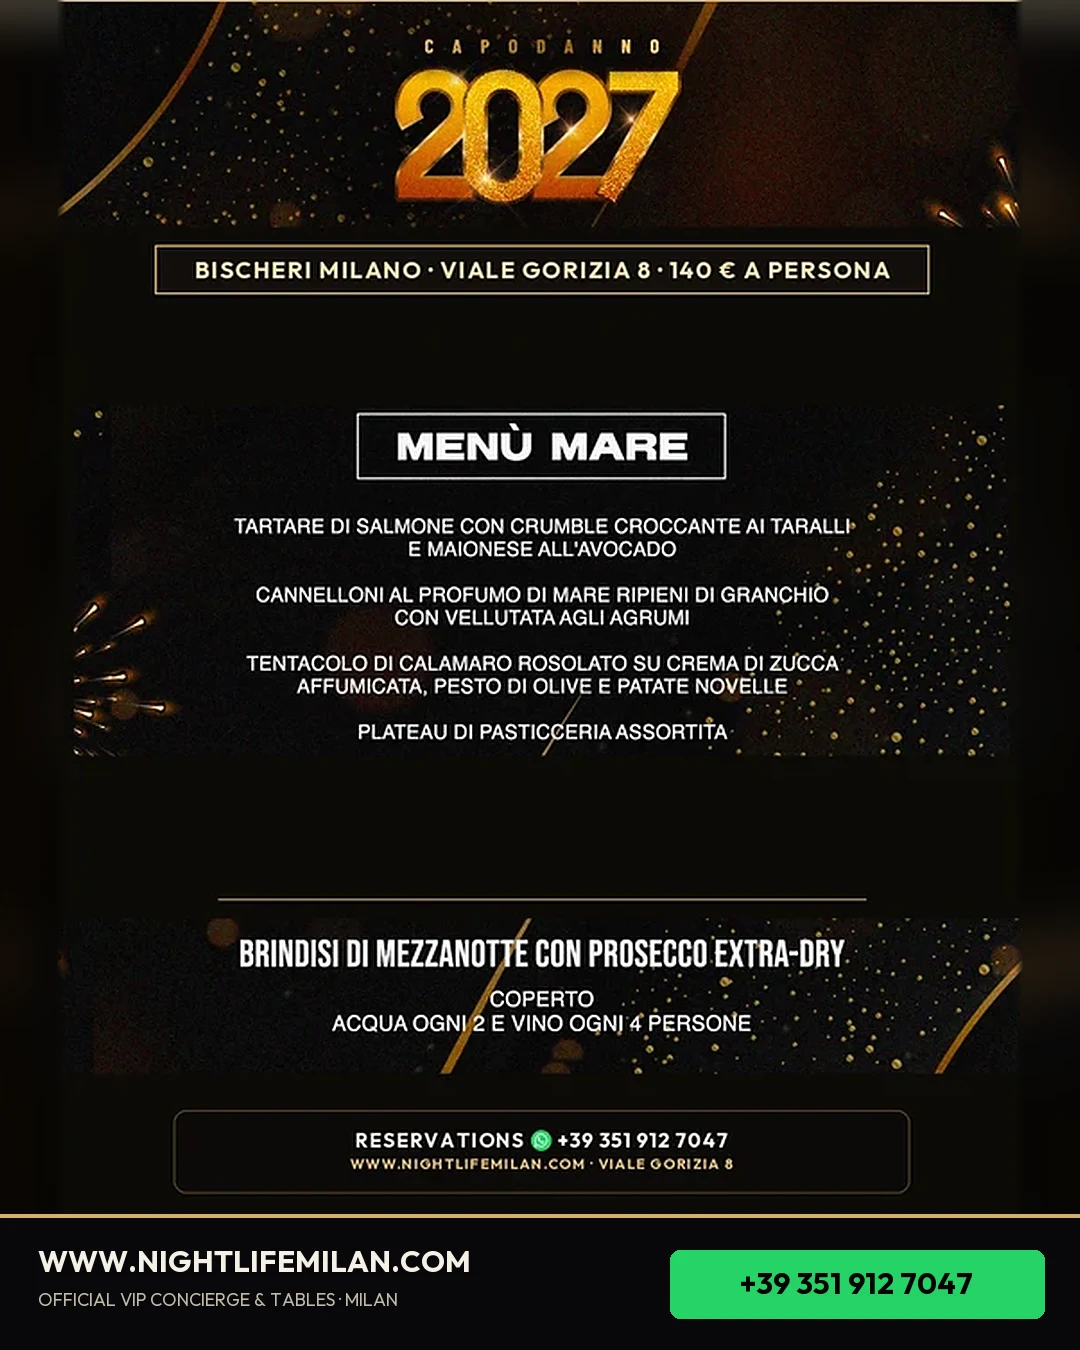 CAPODANNO
2027
BISCHERI MILANO · VIALE GORIZIA 8 · 140 € A PERSONA
MENÙ MARE
TARTARE DI SALMONE CON CRUMBLE CROCCANTE AI TARALLI
E MAIONESE ALL'AVOCADO
CANNELLONI AL PROFUMO DI MARE RIPIENI DI GRANCHIO
CON VELLUTATA AGLI AGRUMI
TENTACOLO DI CALAMARO ROSOLATO SU CREMA DI ZUCCA
AFFUMICATA, PESTO DI OLIVE E PATATE NOVELLE
PLATEAU DI PASTICCERIA ASSORTITA
BRINDISI DI MEZZANOTTE CON PROSECCO EXTRA-DRY
COPERTO
ACQUA OGNI 2 E VINO OGNI 4 PERSONE
RESERVATIONS +39 351 912 7047
WWW.NIGHTLIFEMILAN.COM · VIALE GORIZIA 8
WWW.NIGHTLIFEMILAN.COM
OFFICIAL VIP CONCIERGE & TABLES · MILAN
+39 351 912 7047